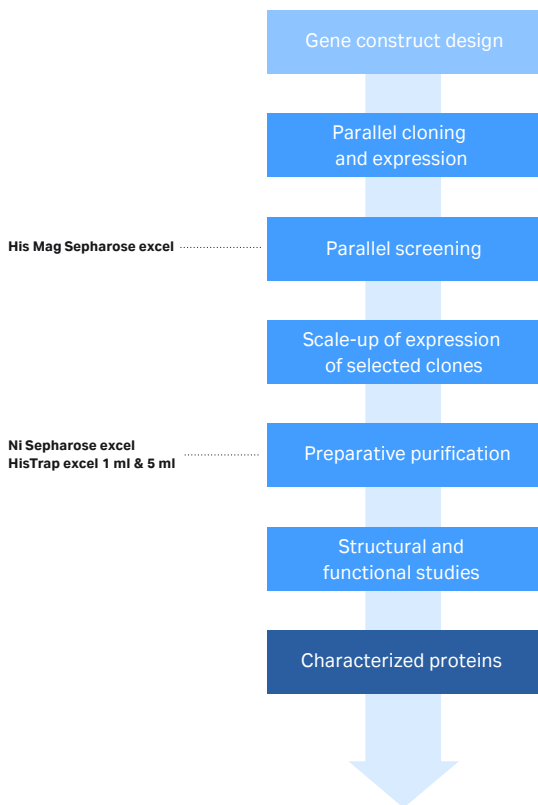 Gene construct design
Parallel cloning
and expression
His Mag Sepharose excel
Parallel screening
Scale-up of expression
of selected clones
Ni Sepharose excel
HisTrap excel 1 ml & 5 ml
Preparative purification
Structural and
functional studies
Characterized proteins